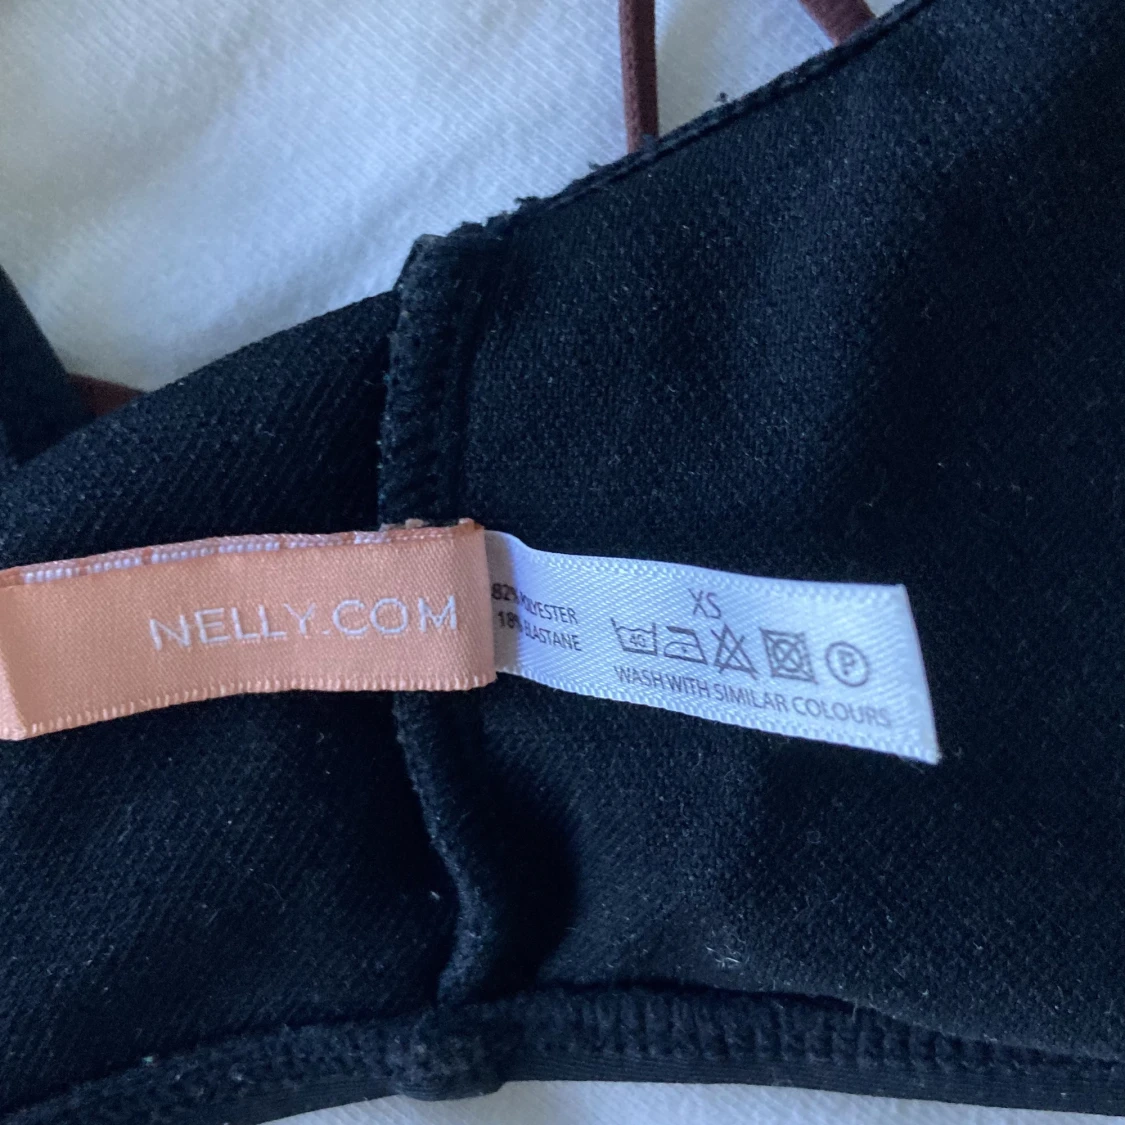 NELLY.COM
82% POLYESTER
18% ELASTANE
XS
40
P
WASH WITH SIMILAR COLOURS